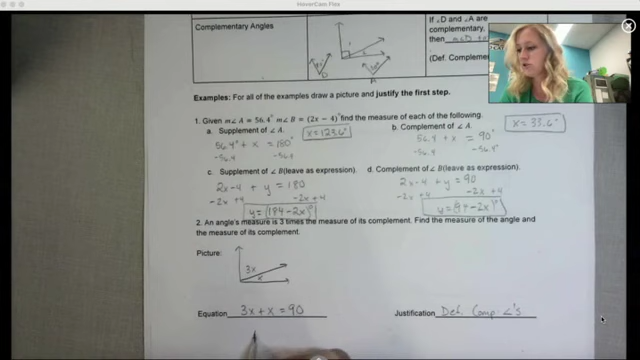 HoverCam Flex
Complementary Angles
If ∠D and ∠A are
complementary,
then m∠D
(Def. Complemen
D
A
Examples: For all of the examples draw a picture and justify the first step.
1. Given m∠A = 56.4° m∠B = (2x − 4)° find the measure of each of the following.
a. Supplement of ∠A. x = 123.6°
56.4° + x = 180°
-56.4 -56.4
b. Complement of ∠A. x = 33.6°
56.4 + x = 90°
-56.4 -56.4°
c. Supplement of ∠B(leave as expression).
2x-4 + y = 180
-2x +4 -2x +4
y = (184 - 2x)°
d. Complement of ∠B(leave as expression).
2x-4 + y = 90
-2x +4 -2x +4
2. An angle's measure is 3 times the measure of its complement. Find the measure of the angle and
the measure of its complement.
Picture:
3x
x
Equation 3x + x = 90
Justification Def. Comp. ∠'s